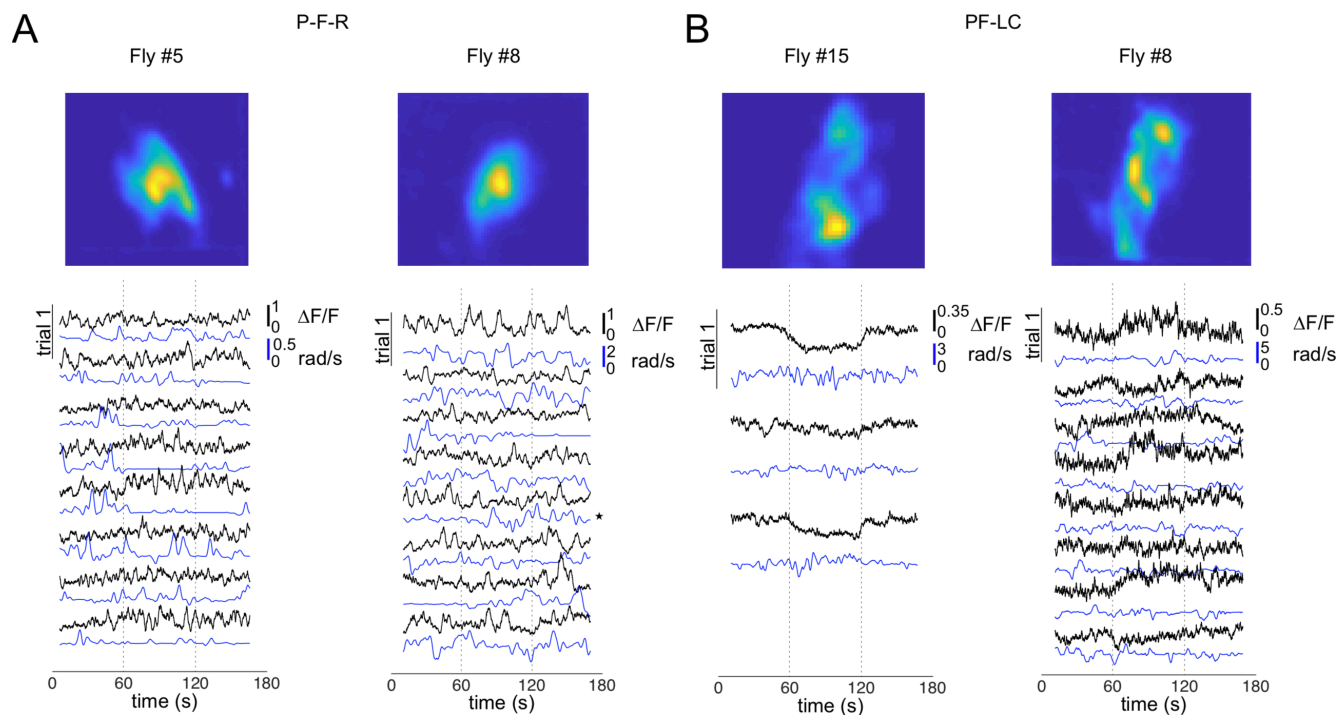 A
P-F-R
B
PF-LC
Fly #5
Fly #8
Fly #15
Fly #8
trial 1
1
0
ΔF/F
0.5
0
rad/s
trial 1
1
0
ΔF/F
2
0
rad/s
trial 1
0.35
0
ΔF/F
3
0
rad/s
trial 1
0.5
0
ΔF/F
5
0
rad/s
★
0 60 120 180
time (s)
0 60 120 180
time (s)
0 60 120 180
time (s)
0 60 120 180
time (s)